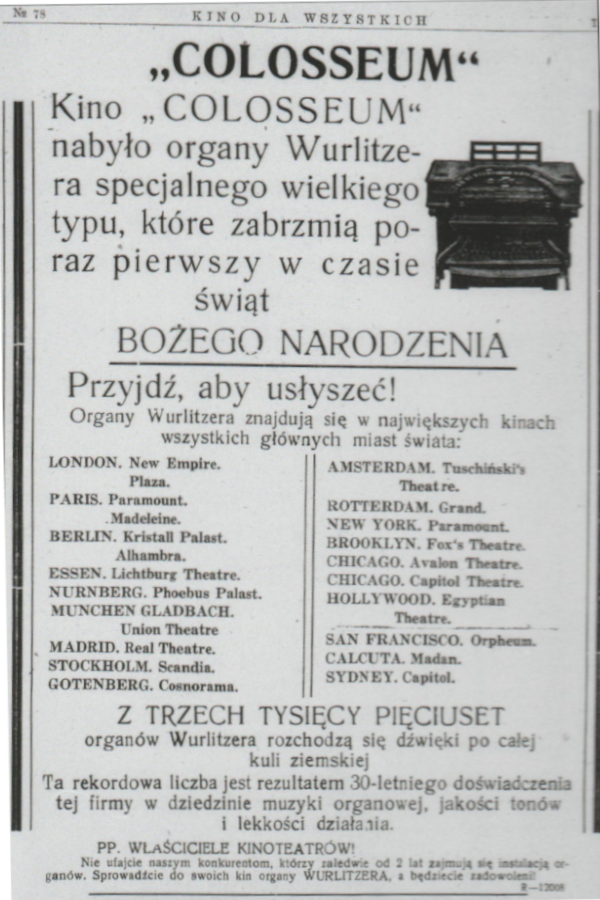 № 78
KINO DLA WSZYSTKICH
„COLOSSEUM“
Kino „COLOSSEUM“
nabyło organy Wurlitze-
ra specjalnego wielkiego
typu, które zabrzmią po-
raz pierwszy w czasie
świąt
BOŻEGO NARODZENIA
Przyjdź, aby usłyszeć!
Organy Wurlitzera znajdują się w największych kinach
wszystkich głównych miast świata:
LONDON. New Empire.
Plaza.
PARIS. Paramount.
Madeleine.
BERLIN. Kristall Palast.
Alhambra.
ESSEN. Lichtburg Theatre.
NURNBERG. Phoebus Palast.
MUNCHEN GLADBACH.
Union Theatre
MADRID. Real Theatre.
STOCKHOLM. Scandia.
GOTENBERG. Cosnorama.
AMSTERDAM. Tuschiński's
Theatre.
ROTTERDAM. Grand.
NEW YORK. Paramount.
BROOKLYN. Fox's Theatre.
CHICAGO. Avalon Theatre.
CHICAGO. Capitol Theatre.
HOLLYWOOD. Egyptian
Theatre.
SAN FRANCISCO. Orpheum.
CALCUTA. Madan.
SYDNEY. Capitol.
Z TRZECH TYSIĘCY PIĘCIUSET
organów Wurlitzera rozchodzą się dźwięki po całej
kuli ziemskiej
Ta rekordowa liczba jest rezultatem 30-letniego doświadczenia
tej firmy w dziedzinie muzyki organowej, jakości tonów
i lekkości działania.
PP. WŁAŚCICIELE KINOTEATRÓW!
Nie ufajcie naszym konkurentom, którzy zaledwie od 2 lat zajmują się instalacją or-
ganów. Sprowadźcie do swoich kin organy WURLITZERA, a będziecie zadowoleni!
R—12008